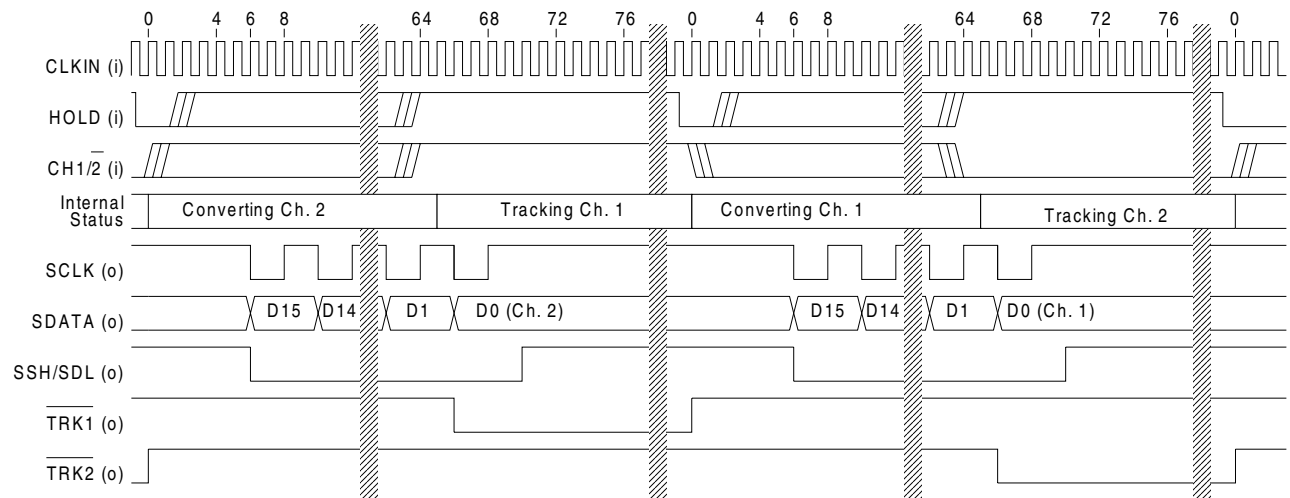 0 4 6 8 64 68 72 76 0 4 6 8 64 68 72 76 0
CLKIN (i)
HOLD (i)
CH1/2̅ (i)
Internal
Status
Converting Ch. 2
Tracking Ch. 1
Converting Ch. 1
Tracking Ch. 2
SCLK (o)
SDATA (o)
D15 D14 D1 D0 (Ch. 2) D15 D14 D1 D0 (Ch. 1)
SSH/SDL (o)
T̅R̅K̅1̅ (o)
T̅R̅K̅2̅ (o)